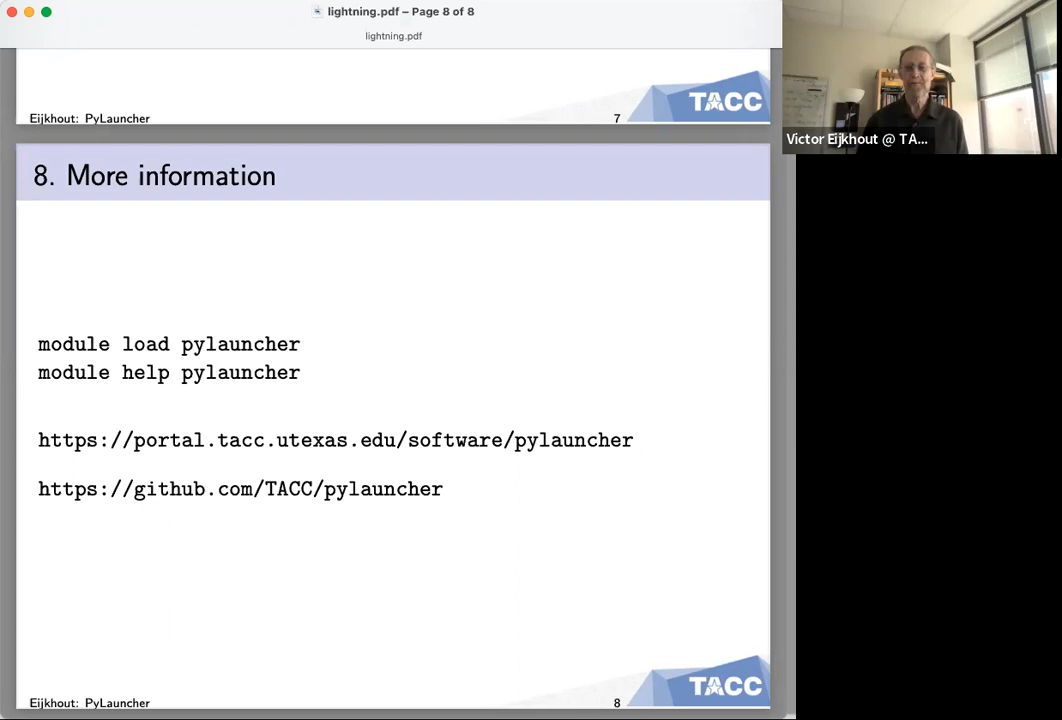 lightning.pdf – Page 8 of 8
lightning.pdf
Eijkhout: PyLauncher
7
TACC
8. More information
module load pylauncher
module help pylauncher
https://portal.tacc.utexas.edu/software/pylauncher
https://github.com/TACC/pylauncher
Eijkhout: PyLauncher
8
TACC
Victor Eijkhout @ TA...